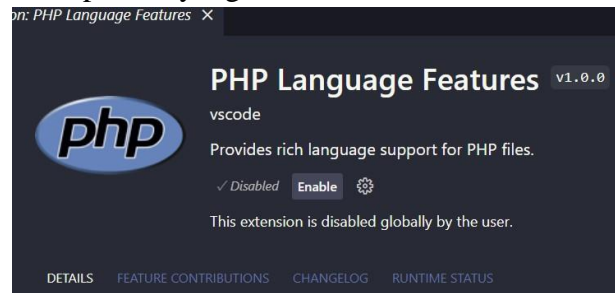 on: PHP Language Features ×
php
PHP Language Features v1.0.0
vscode
Provides rich language support for PHP files.
✓ Disabled Enable
This extension is disabled globally by the user.
DETAILS FEATURE CONTRIBUTIONS CHANGELOG RUNTIME STATUS